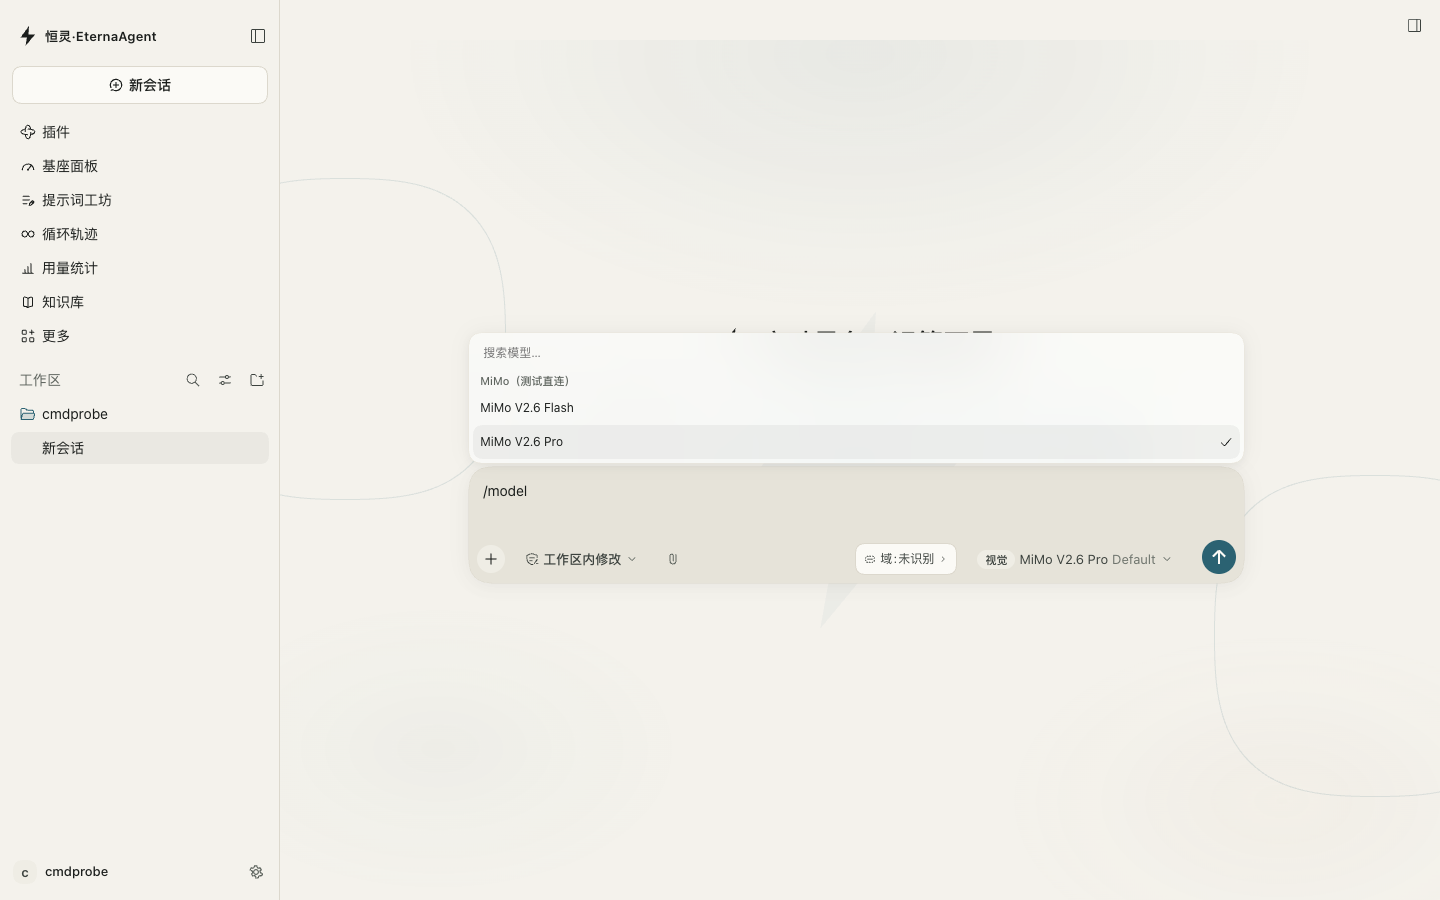 恒灵·EternaAgent
新会话
插件
基座面板
提示词工坊
循环轨迹
用量统计
知识库
更多
工作区
cmdprobe
新会话
搜索模型...
MiMo（测试直连）
MiMo V2.6 Flash
MiMo V2.6 Pro
/model
工作区内修改
域:未识别 ›
视觉 MiMo V2.6 Pro Default
c cmdprobe